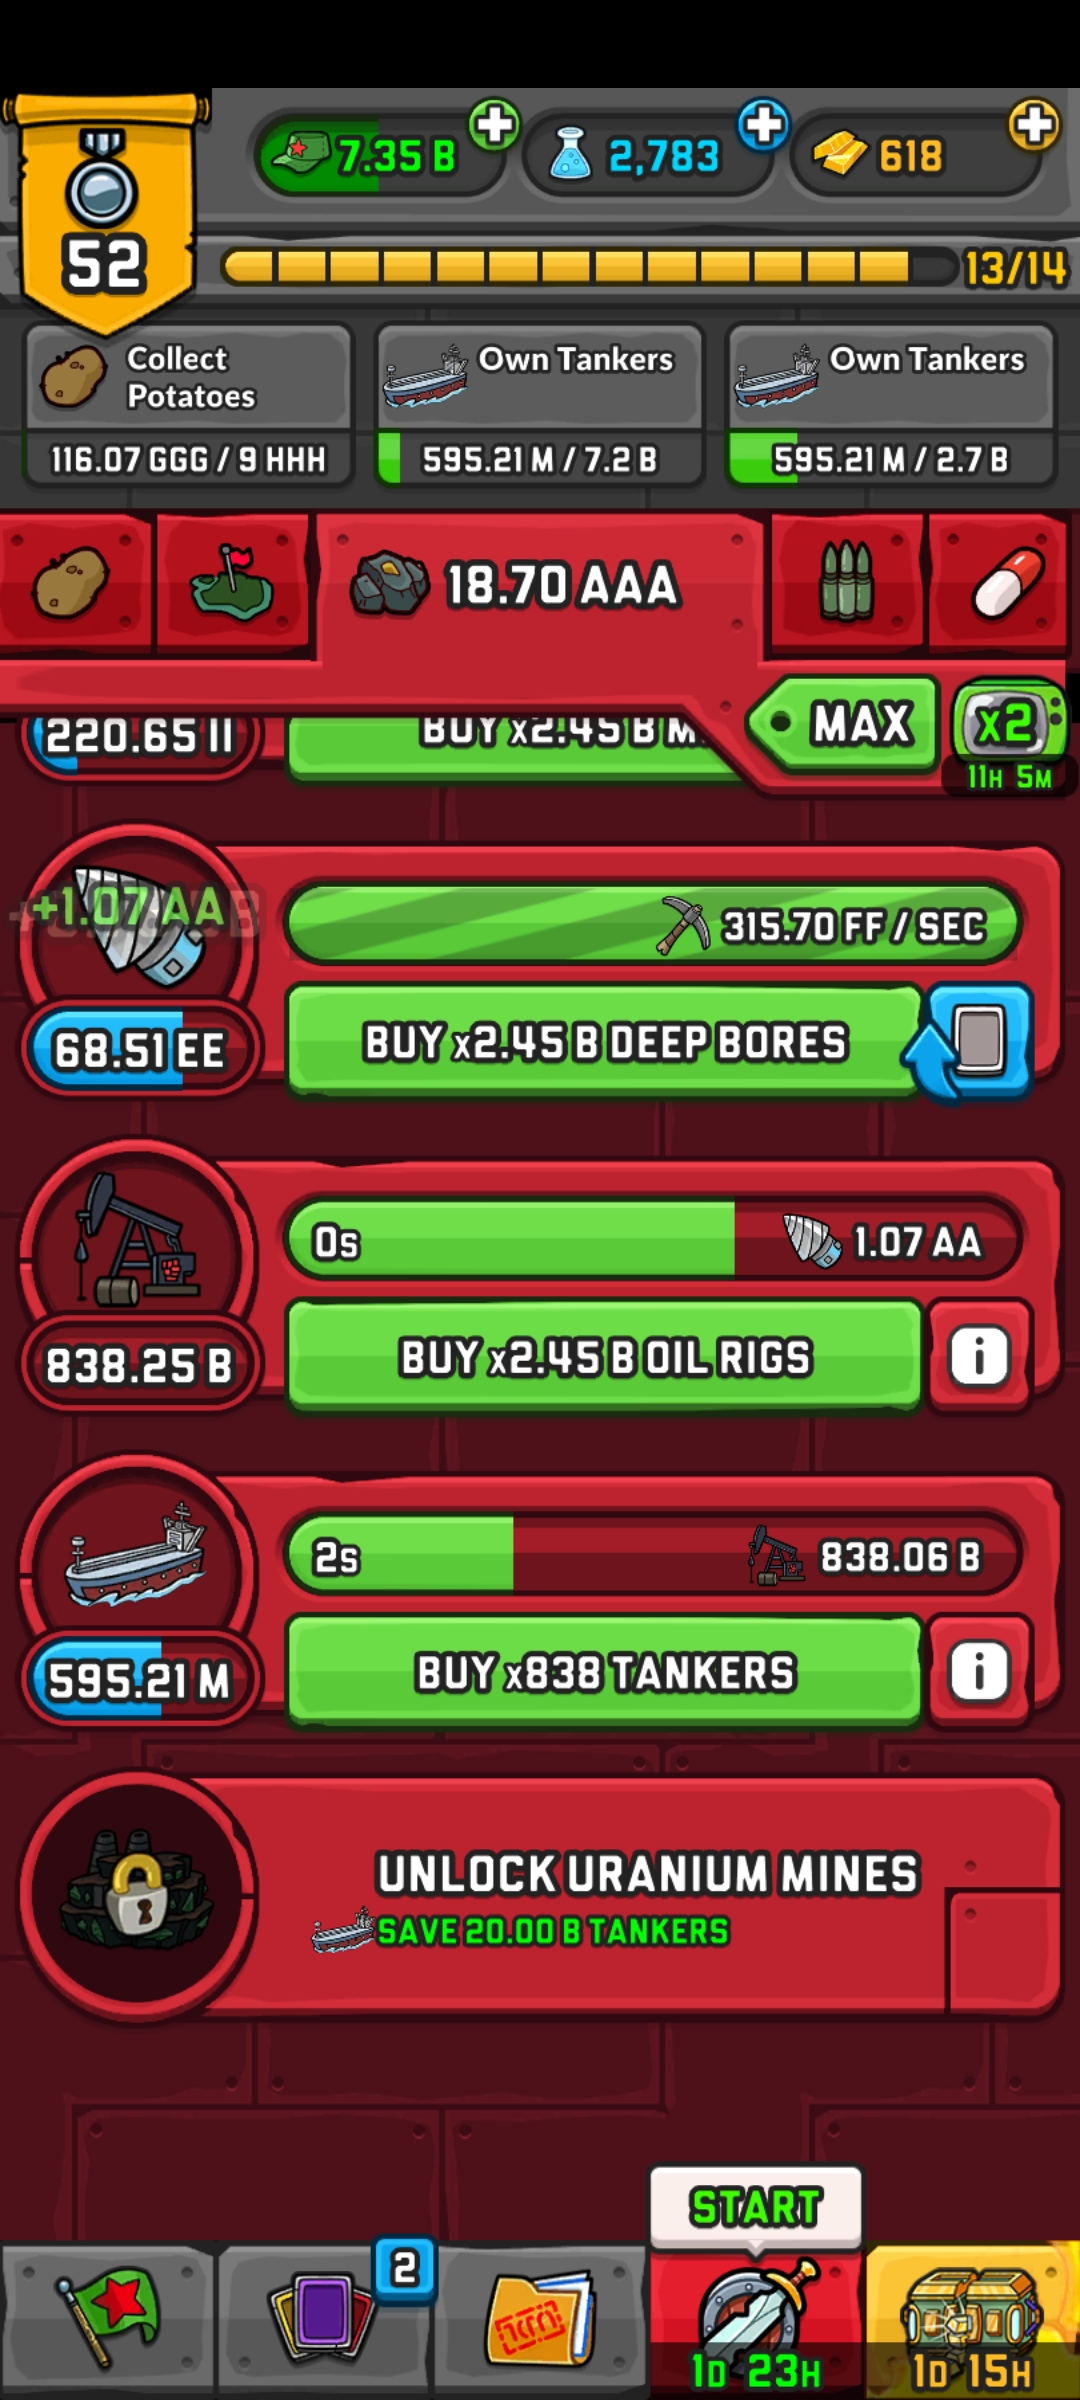 7.35 B
2,783
618
52
13/14
Collect
Potatoes
116.07 GGG / 9 HHH
Own Tankers
595.21 M / 7.2 B
Own Tankers
595.21 M / 2.7 B
18.70 AAA
MAX
x2
11H 5M
220.65 II
BUY x2.45 B M
+1.07 AA
315.70 FF / SEC
68.51 EE
BUY x2.45 B DEEP BORES
0s
1.07 AA
838.25 B
BUY x2.45 B OIL RIGS
i
2s
838.06 B
595.21 M
BUY x838 TANKERS
i
UNLOCK URANIUM MINES
SAVE 20.00 B TANKERS
START
2
1D 23H
1D 15H